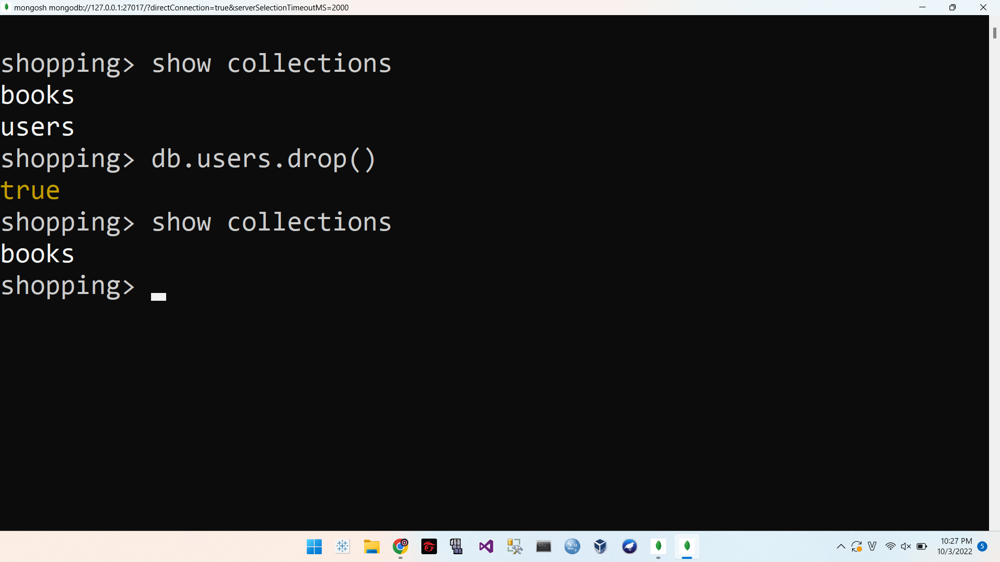 mongosh mongodb://127.0.0.1:27017/?directConnection=true&serverSelectionTimeoutMS=2000
shopping> show collections
books
users
shopping> db.users.drop()
true
shopping> show collections
books
shopping>
10:27 PM
10/3/2022
5